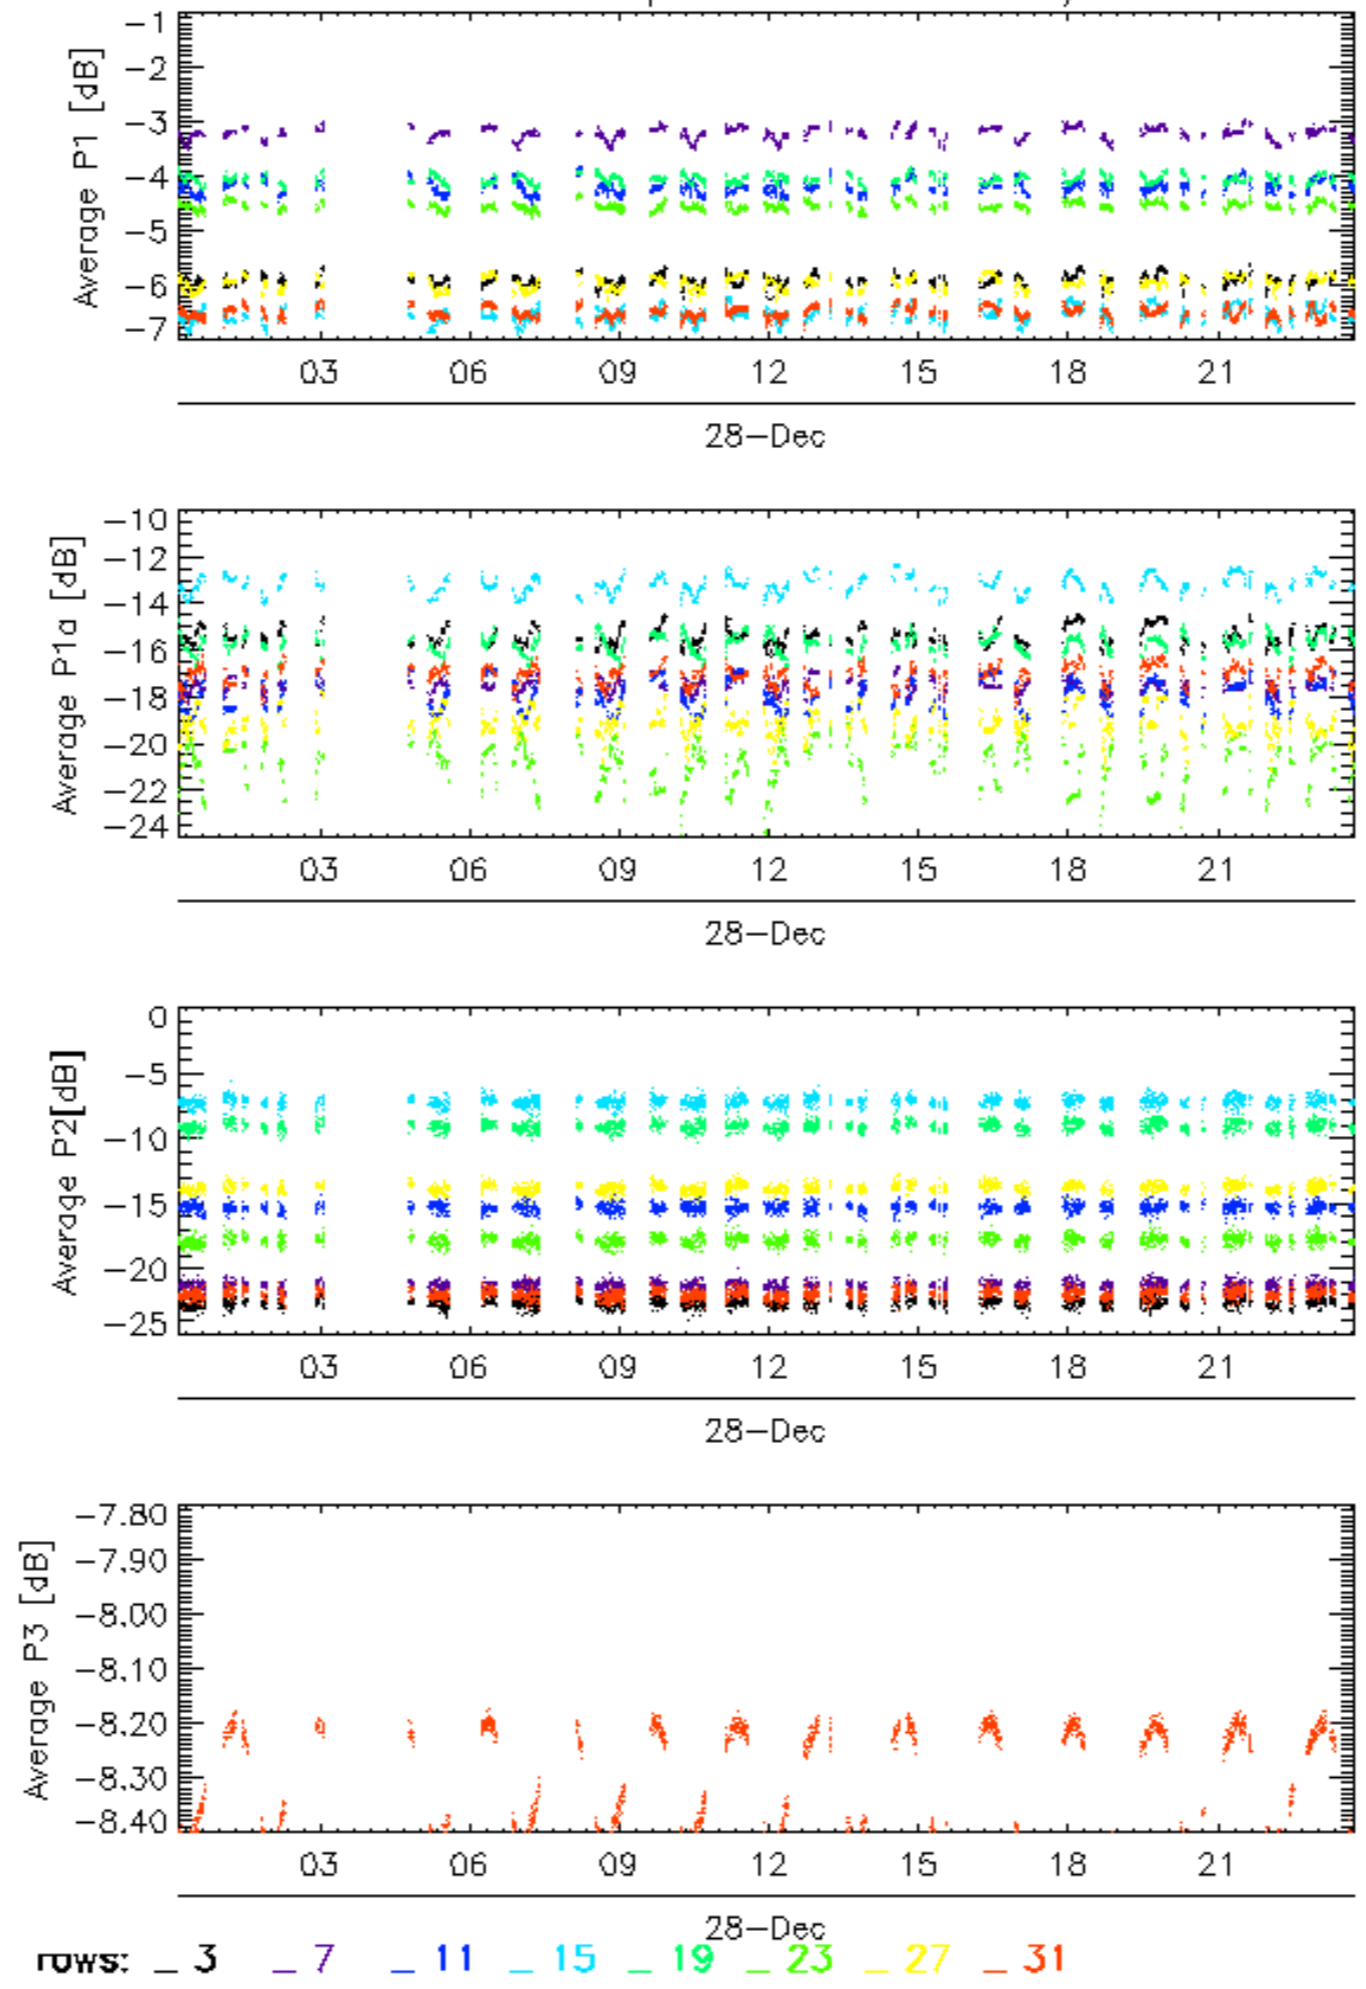 Average P1 [dB]
-1
-2
-3
-4
-5
-6
-7
03 06 09 12 15 18 21
28-Dec
Average P1a [dB]
-10
-12
-14
-16
-18
-20
-22
-24
03 06 09 12 15 18 21
28-Dec
Average P2[dB]
0
-5
-10
-15
-20
-25
03 06 09 12 15 18 21
28-Dec
Average P3 [dB]
-7.80
-7.90
-8.00
-8.10
-8.20
-8.30
-8.40
03 06 09 12 15 18 21
28-Dec
rows: _ 3 _ 7 _ 11 _ 15 _ 19 _ 23 _ 27 _ 31